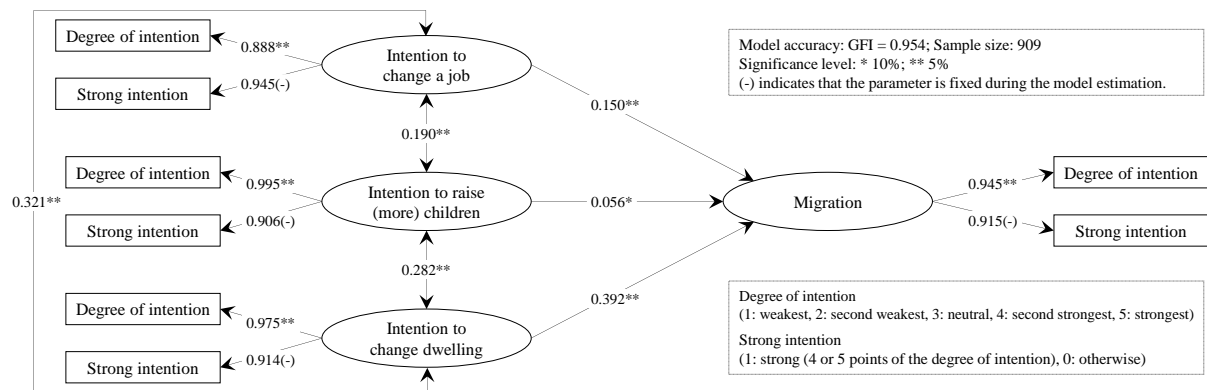 Degree of intention
0.888**
Strong intention
0.945(-)
Intention to
change a job
0.150**
Model accuracy: GFI = 0.954; Sample size: 909
Significance level: * 10%; ** 5%
(-) indicates that the parameter is fixed during the model estimation.
0.190**
Degree of intention
0.995**
Strong intention
0.906(-)
Intention to raise
(more) children
0.056*
Migration
0.945**
Degree of intention
0.915(-)
Strong intention
0.321**
0.282**
Degree of intention
0.975**
Strong intention
0.914(-)
Intention to
change dwelling
0.392**
Degree of intention
(1: weakest, 2: second weakest, 3: neutral, 4: second strongest, 5: strongest)
Strong intention
(1: strong (4 or 5 points of the degree of intention), 0: otherwise)